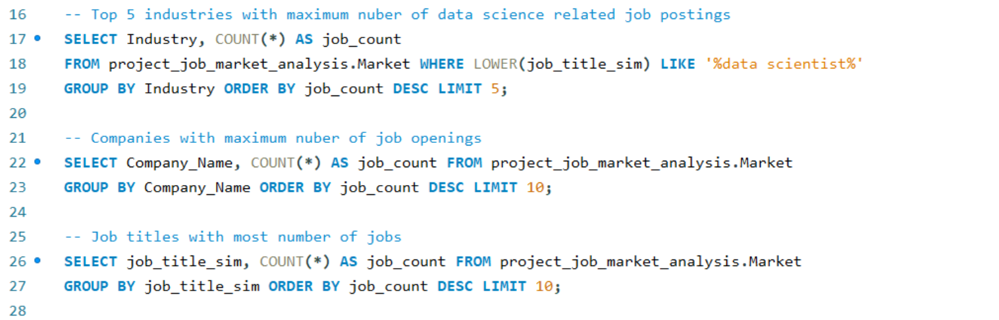 16 -- Top 5 industries with maximum nuber of data science related job postings
17 SELECT Industry, COUNT(*) AS job_count
18 FROM project_job_market_analysis.Market WHERE LOWER(job_title_sim) LIKE '%data scientist%'
19 GROUP BY Industry ORDER BY job_count DESC LIMIT 5;
20
21 -- Companies with maximum nuber of job openings
22 SELECT Company_Name, COUNT(*) AS job_count FROM project_job_market_analysis.Market
23 GROUP BY Company_Name ORDER BY job_count DESC LIMIT 10;
24
25 -- Job titles with most number of jobs
26 SELECT job_title_sim, COUNT(*) AS job_count FROM project_job_market_analysis.Market
27 GROUP BY job_title_sim ORDER BY job_count DESC LIMIT 10;
28